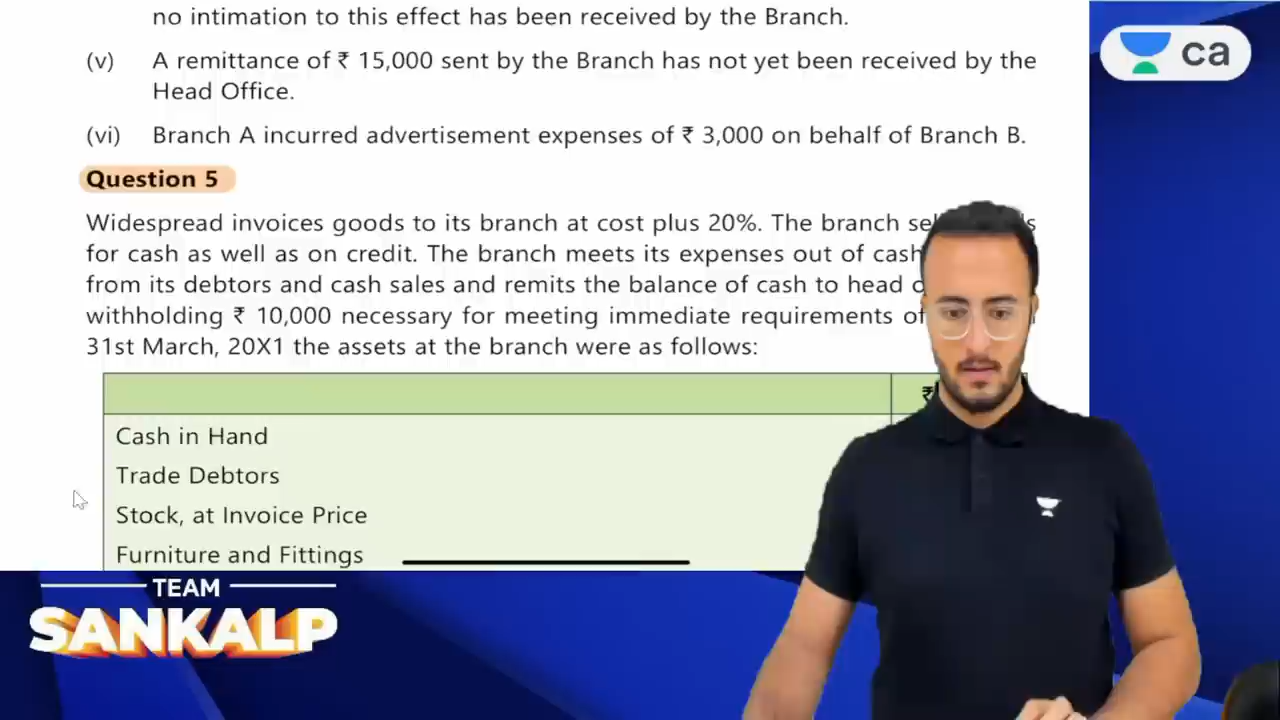 no intimation to this effect has been received by the Branch.
(v) A remittance of ₹ 15,000 sent by the Branch has not yet been received by the
Head Office.
(vi) Branch A incurred advertisement expenses of ₹ 3,000 on behalf of Branch B.
Question 5
Widespread invoices goods to its branch at cost plus 20%. The branch
for cash as well as on credit. The branch meets its expenses out of cash
from its debtors and cash sales and remits the balance of cash to head
withholding ₹ 10,000 necessary for meeting immediate requirements of
31st March, 20X1 the assets at the branch were as follows:
₹
Cash in Hand
Trade Debtors
Stock, at Invoice Price
Furniture and Fittings
ca
TEAM
SANKALP